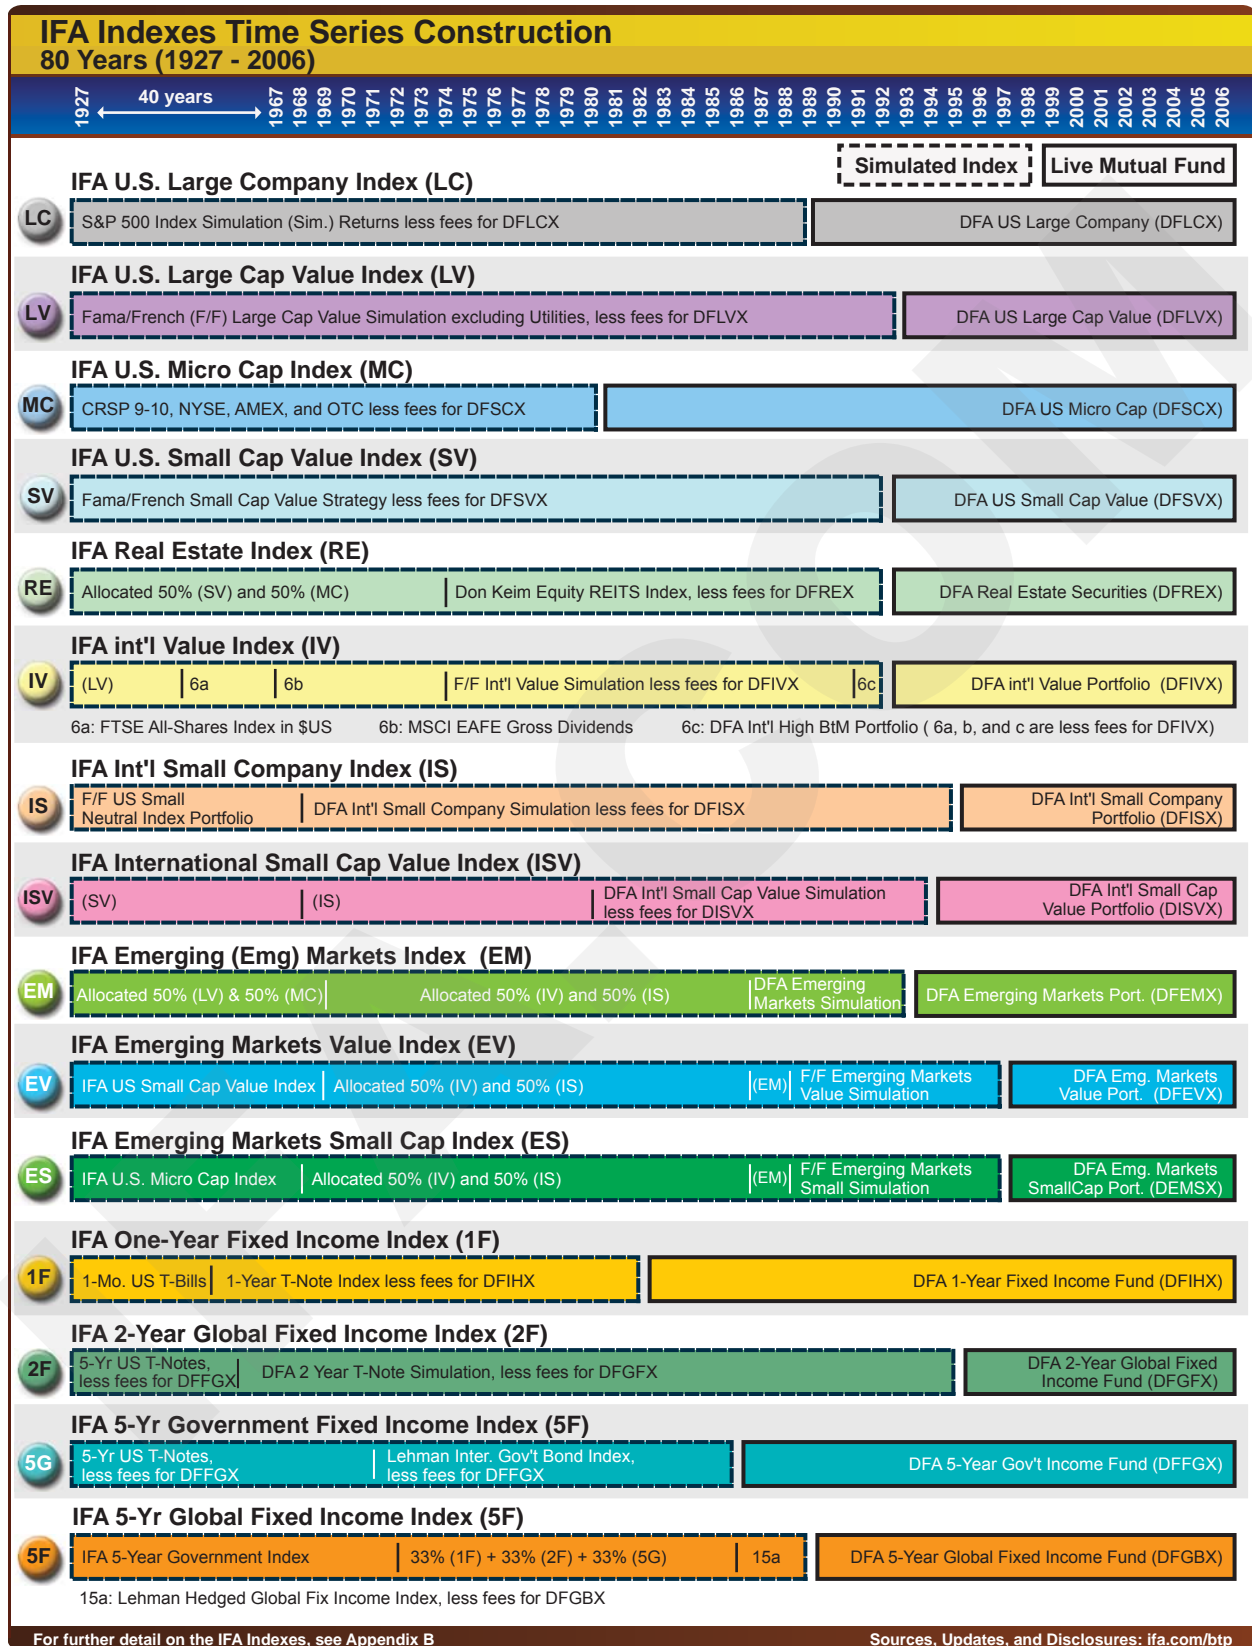 IFA Indexes Time Series Construction
80 Years (1927 - 2006)
1927 40 years 1967 1968 1969 1970 1971 1972 1973 1974 1975 1976 1977 1978 1979 1980 1981 1982 1983 1984 1985 1986 1987 1988 1989 1990 1991 1992 1993 1994 1995 1996 1997 1998 1999 2000 2001 2002 2003 2004 2005 2006
Simulated Index Live Mutual Fund
IFA U.S. Large Company Index (LC)
LC S&P 500 Index Simulation (Sim.) Returns less fees for DFLCX DFA US Large Company (DFLCX)
IFA U.S. Large Cap Value Index (LV)
LV Fama/French (F/F) Large Cap Value Simulation excluding Utilities, less fees for DFLVX DFA US Large Cap Value (DFLVX)
IFA U.S. Micro Cap Index (MC)
MC CRSP 9-10, NYSE, AMEX, and OTC less fees for DFSCX DFA US Micro Cap (DFSCX)
IFA U.S. Small Cap Value Index (SV)
SV Fama/French Small Cap Value Strategy less fees for DFSVX DFA US Small Cap Value (DFSVX)
IFA Real Estate Index (RE)
RE Allocated 50% (SV) and 50% (MC) Don Keim Equity REITS Index, less fees for DFREX DFA Real Estate Securities (DFREX)
IFA int'l Value Index (IV)
IV (LV) 6a 6b F/F Int'l Value Simulation less fees for DFIVX 6c DFA int'l Value Portfolio (DFIVX)
6a: FTSE All-Shares Index in $US 6b: MSCI EAFE Gross Dividends 6c: DFA Int'l High BtM Portfolio ( 6a, b, and c are less fees for DFIVX)
IFA Int'l Small Company Index (IS)
IS F/F US Small
Neutral Index Portfolio
DFA Int'l Small Company Simulation less fees for DFISX
DFA Int'l Small Company
Portfolio (DFISX)
IFA International Small Cap Value Index (ISV)
ISV (SV) (IS)
DFA Int'l Small Cap Value Simulation
less fees for DISVX
DFA Int'l Small Cap
Value Portfolio (DISVX)
IFA Emerging (Emg) Markets Index (EM)
EM Allocated 50% (LV) & 50% (MC) Allocated 50% (IV) and 50% (IS)
DFA Emerging
Markets Simulation
DFA Emerging Markets Port. (DFEMX)
IFA Emerging Markets Value Index (EV)
EV IFA US Small Cap Value Index Allocated 50% (IV) and 50% (IS) (EM)
F/F Emerging Markets
Value Simulation
DFA Emg. Markets
Value Port. (DFEVX)
IFA Emerging Markets Small Cap Index (ES)
ES IFA U.S. Micro Cap Index Allocated 50% (IV) and 50% (IS) (EM)
F/F Emerging Markets
Small Simulation
DFA Emg. Markets
SmallCap Port. (DEMSX)
IFA One-Year Fixed Income Index (1F)
1F 1-Mo. US T-Bills 1-Year T-Note Index less fees for DFIHX DFA 1-Year Fixed Income Fund (DFIHX)
IFA 2-Year Global Fixed Income Index (2F)
2F 5-Yr US T-Notes,
less fees for DFFGX
DFA 2 Year T-Note Simulation, less fees for DFGFX
DFA 2-Year Global Fixed
Income Fund (DFGFX)
IFA 5-Yr Government Fixed Income Index (5F)
5G 5-Yr US T-Notes,
less fees for DFFGX
Lehman Inter. Gov't Bond Index,
less fees for DFFGX
DFA 5-Year Gov't Income Fund (DFFGX)
IFA 5-Yr Global Fixed Income Index (5F)
5F IFA 5-Year Government Index 33% (1F) + 33% (2F) + 33% (5G) 15a DFA 5-Year Global Fixed Income Fund (DFGBX)
15a: Lehman Hedged Global Fix Income Index, less fees for DFGBX
For further detail on the IFA Indexes, see Appendix B Sources, Updates, and Disclosures: ifa.com/btp
IFA.COM